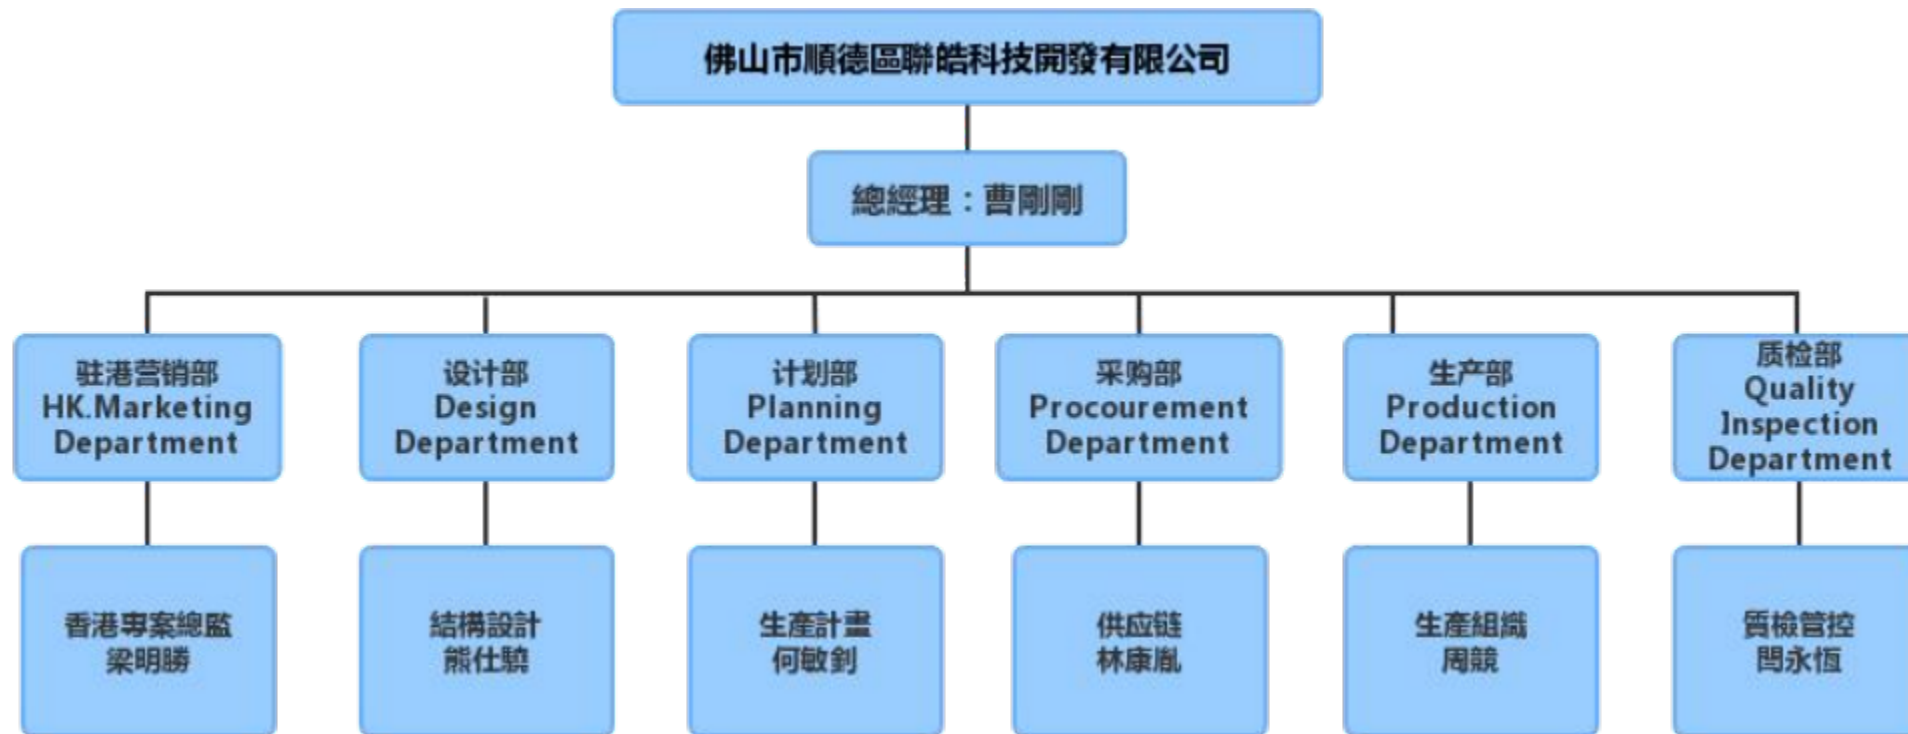 佛山市順德區聯皓科技開發有限公司
總經理：曹剛剛
驻港营销部
HK.Marketing
Department
设计部
Design
Department
计划部
Planning
Department
采购部
Procourement
Department
生产部
Production
Department
质检部
Quality
Inspection
Department
香港專案總監
梁明勝
結構設計
熊仕驍
生產計畫
何敏釗
供应链
林康胤
生產組織
周競
質檢管控
閆永恆